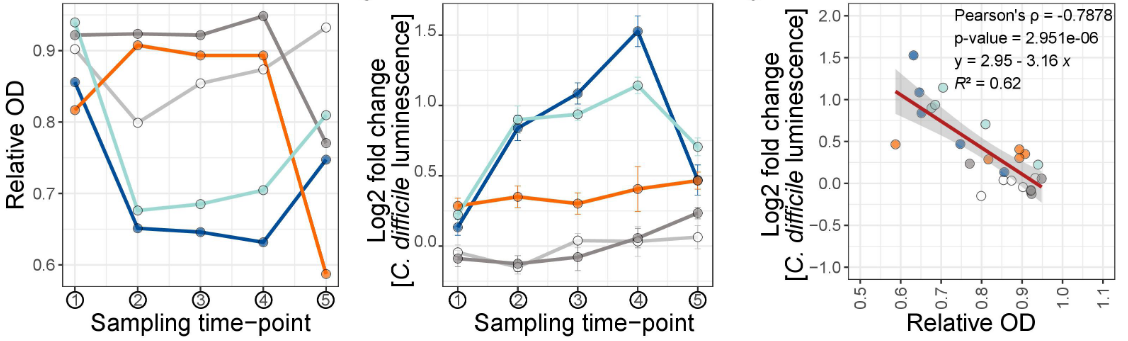 Relative OD
0.9
0.8
0.7
0.6
1 2 3 4 5
Sampling time-point
Log2 fold change
[C. difficile luminescence]
1.5
1.0
0.5
0.0
1 2 3 4 5
Sampling time-point
Log2 fold change
[C. difficile luminescence]
2.0
1.5
1.0
0.5
0.0
−0.5
−1.0
Pearson's ρ = -0.7878
p-value = 2.951e-06
y = 2.95 - 3.16 x
R² = 0.62
0.5 0.6 0.7 0.8 0.9 1.0 1.1
Relative OD